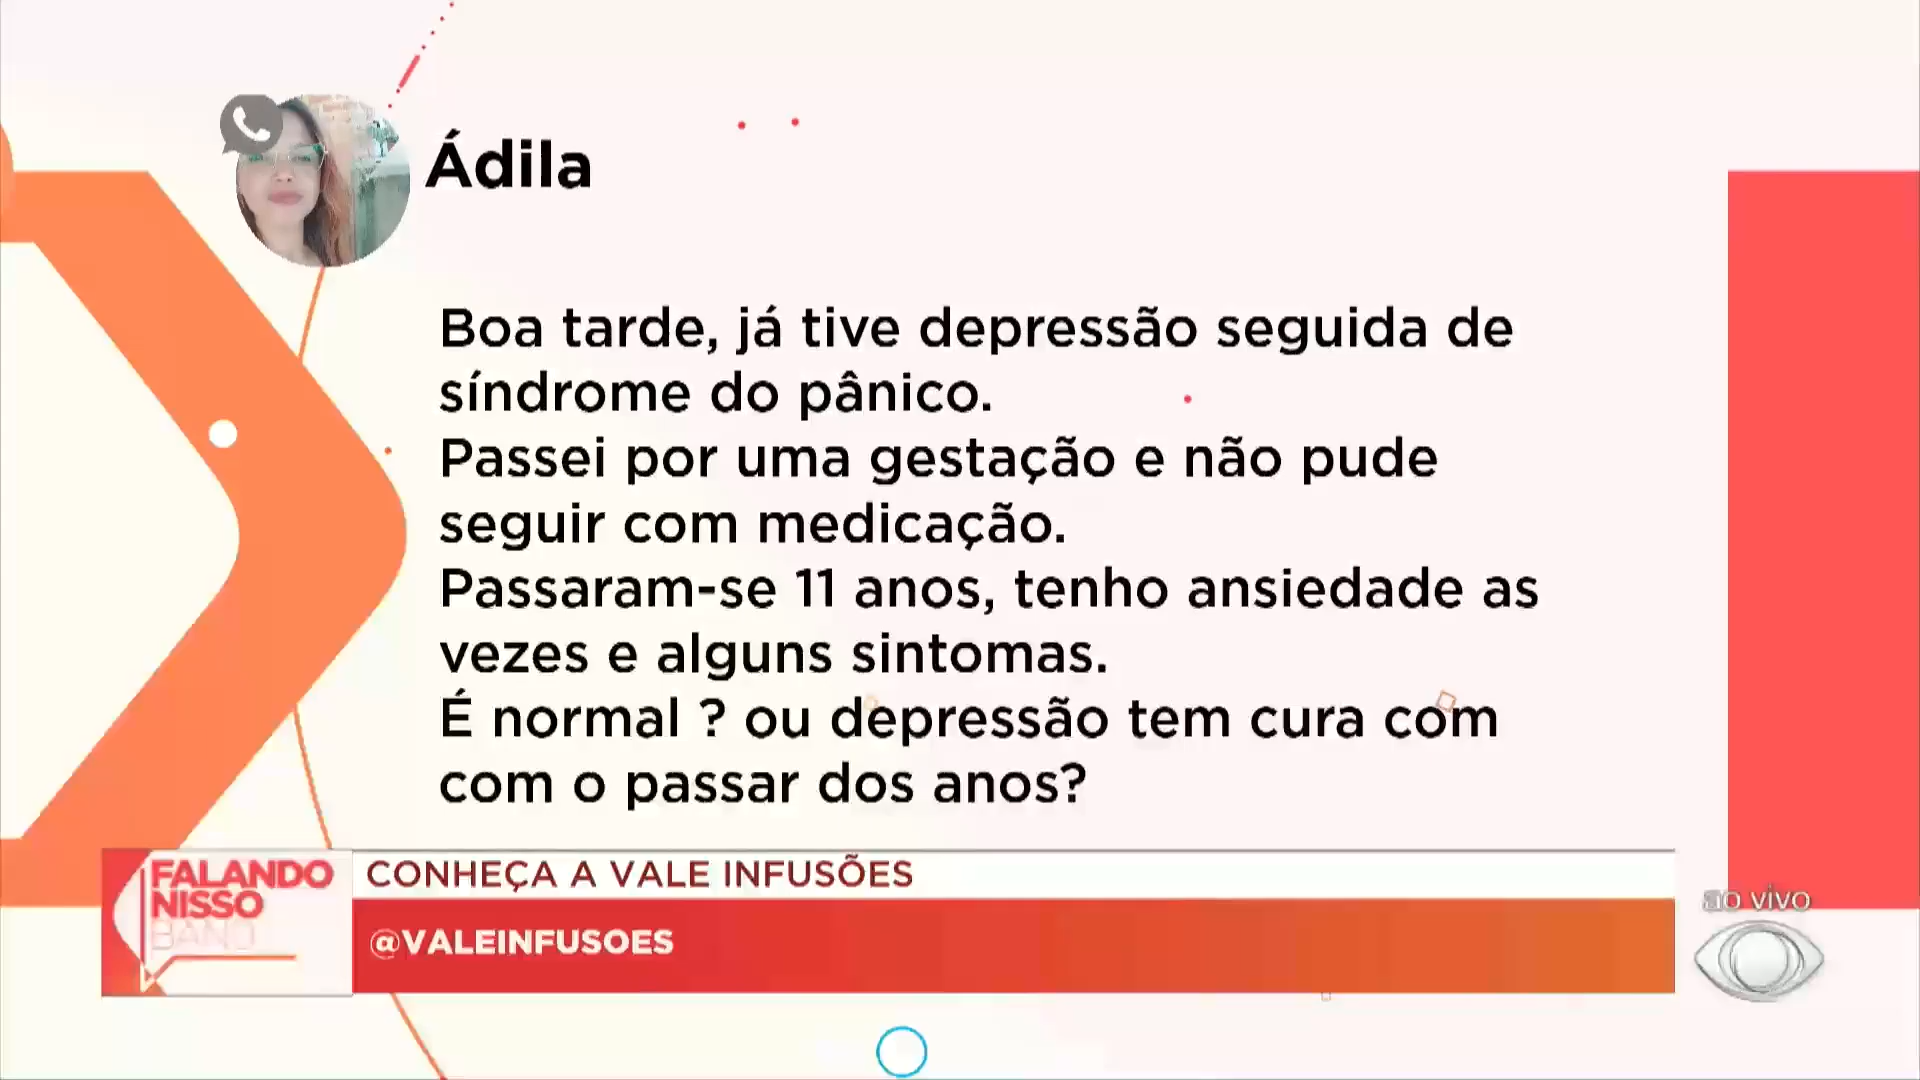 Ádila
Boa tarde, já tive depressão seguida de
síndrome do pânico.
Passei por uma gestação e não pude
seguir com medicação.
Passaram-se 11 anos, tenho ansiedade as
vezes e alguns sintomas.
É normal ? ou depressão tem cura com
com o passar dos anos?
FALANDO
NISSO
BAND
CONHEÇA A VALE INFUSÕES
@VALEINFUSOES
ao vivo